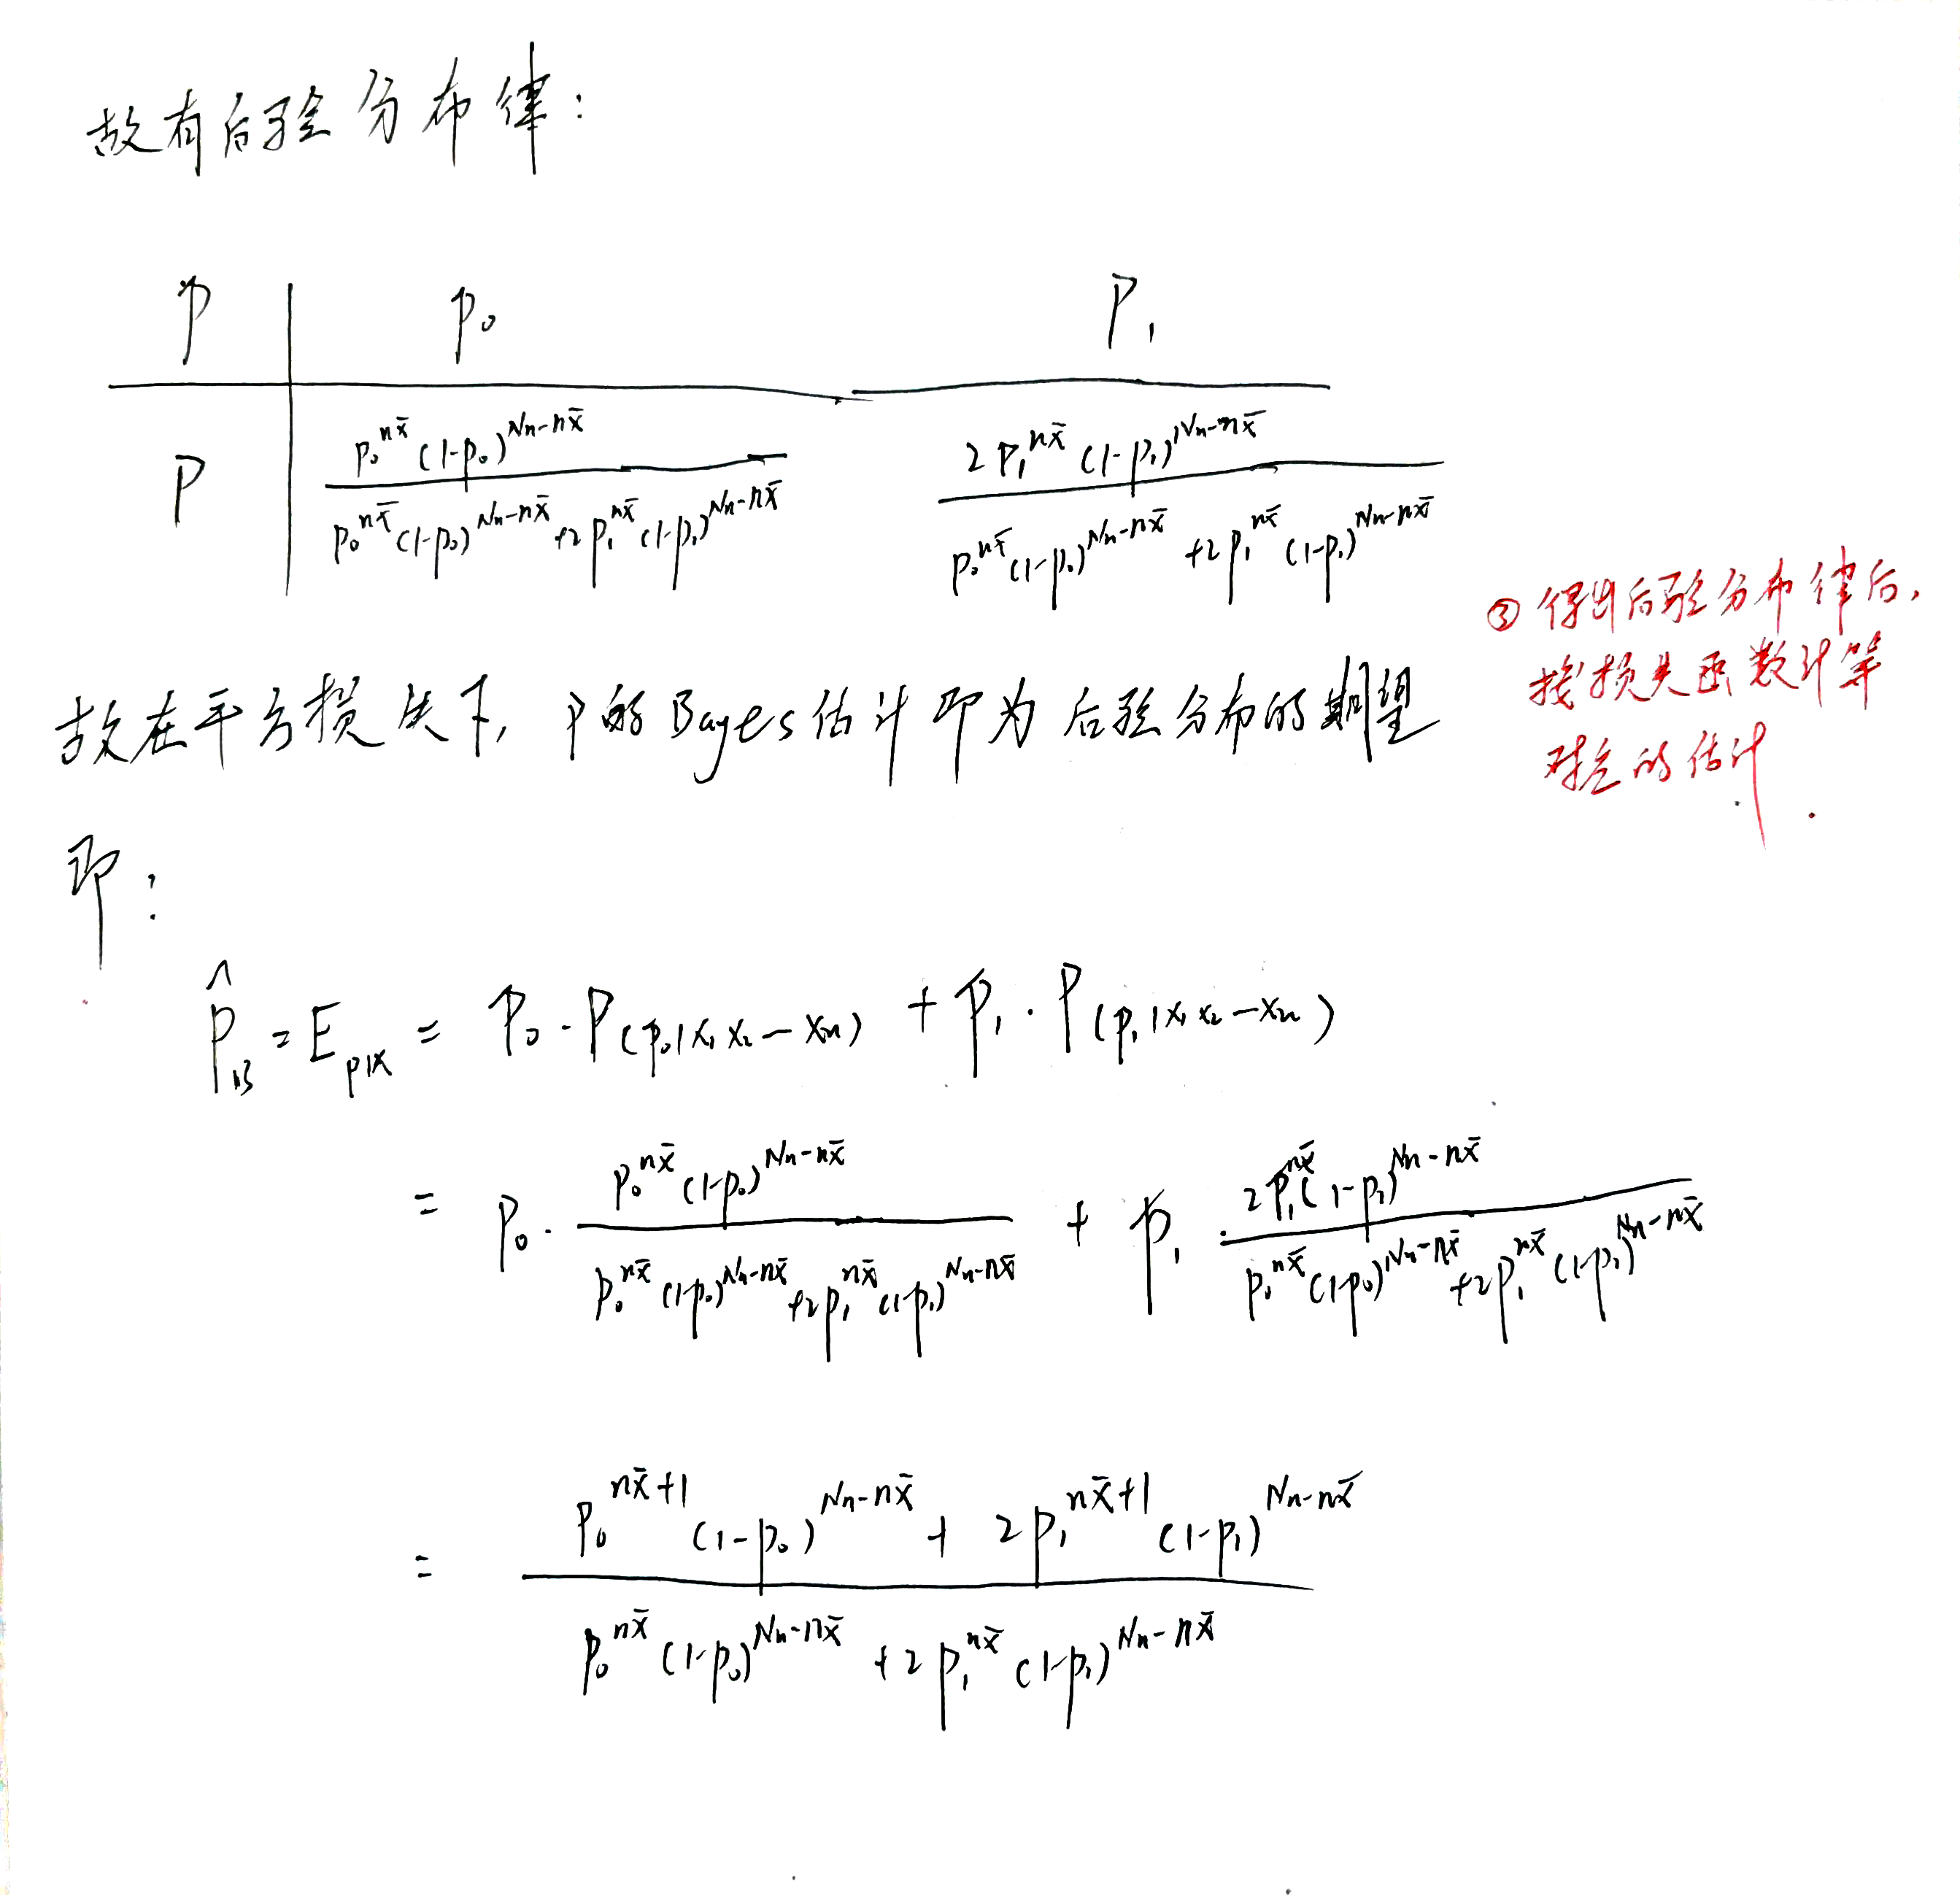 故有后验分布律:
p p₀ p₁
P \frac{p_0^{n\bar{x}}(1-p_0)^{Nn-n\bar{x}}}{p_0^{n\bar{x}}(1-p_0)^{Nn-n\bar{x}}+2p_1^{n\bar{x}}(1-p_1)^{Nn-n\bar{x}}} \frac{2p_1^{n\bar{x}}(1-p_1)^{Nn-n\bar{x}}}{p_0^{n\bar{x}}(1-p_0)^{Nn-n\bar{x}}+2p_1^{n\bar{x}}(1-p_1)^{Nn-n\bar{x}}}
得出后验分布律后,
按损失函数计算
对应的估计.
故在平方损失下, p的Bayes估计即为后验分布的期望
即:
\hat{p}_B = E_{p|x} = p_0 · P(p_0|x_1 x_2 — x_n) + p_1 · P(p_1|x_1 x_2 — x_n)
= p_0 · \frac{p_0^{n\bar{x}}(1-p_0)^{Nn-n\bar{x}}}{p_0^{n\bar{x}}(1-p_0)^{Nn-n\bar{x}}+2p_1^{n\bar{x}}(1-p_1)^{Nn-n\bar{x}}} + p_1 · \frac{2p_1^{n\bar{x}}(1-p_1)^{Nn-n\bar{x}}}{p_0^{n\bar{x}}(1-p_0)^{Nn-n\bar{x}}+2p_1^{n\bar{x}}(1-p_1)^{Nn-n\bar{x}}}
= \frac{p_0^{n\bar{x}+1}(1-p_0)^{Nn-n\bar{x}}+2p_1^{n\bar{x}+1}(1-p_1)^{Nn-n\bar{x}}}{p_0^{n\bar{x}}(1-p_0)^{Nn-n\bar{x}}+2p_1^{n\bar{x}}(1-p_1)^{Nn-n\bar{x}}}